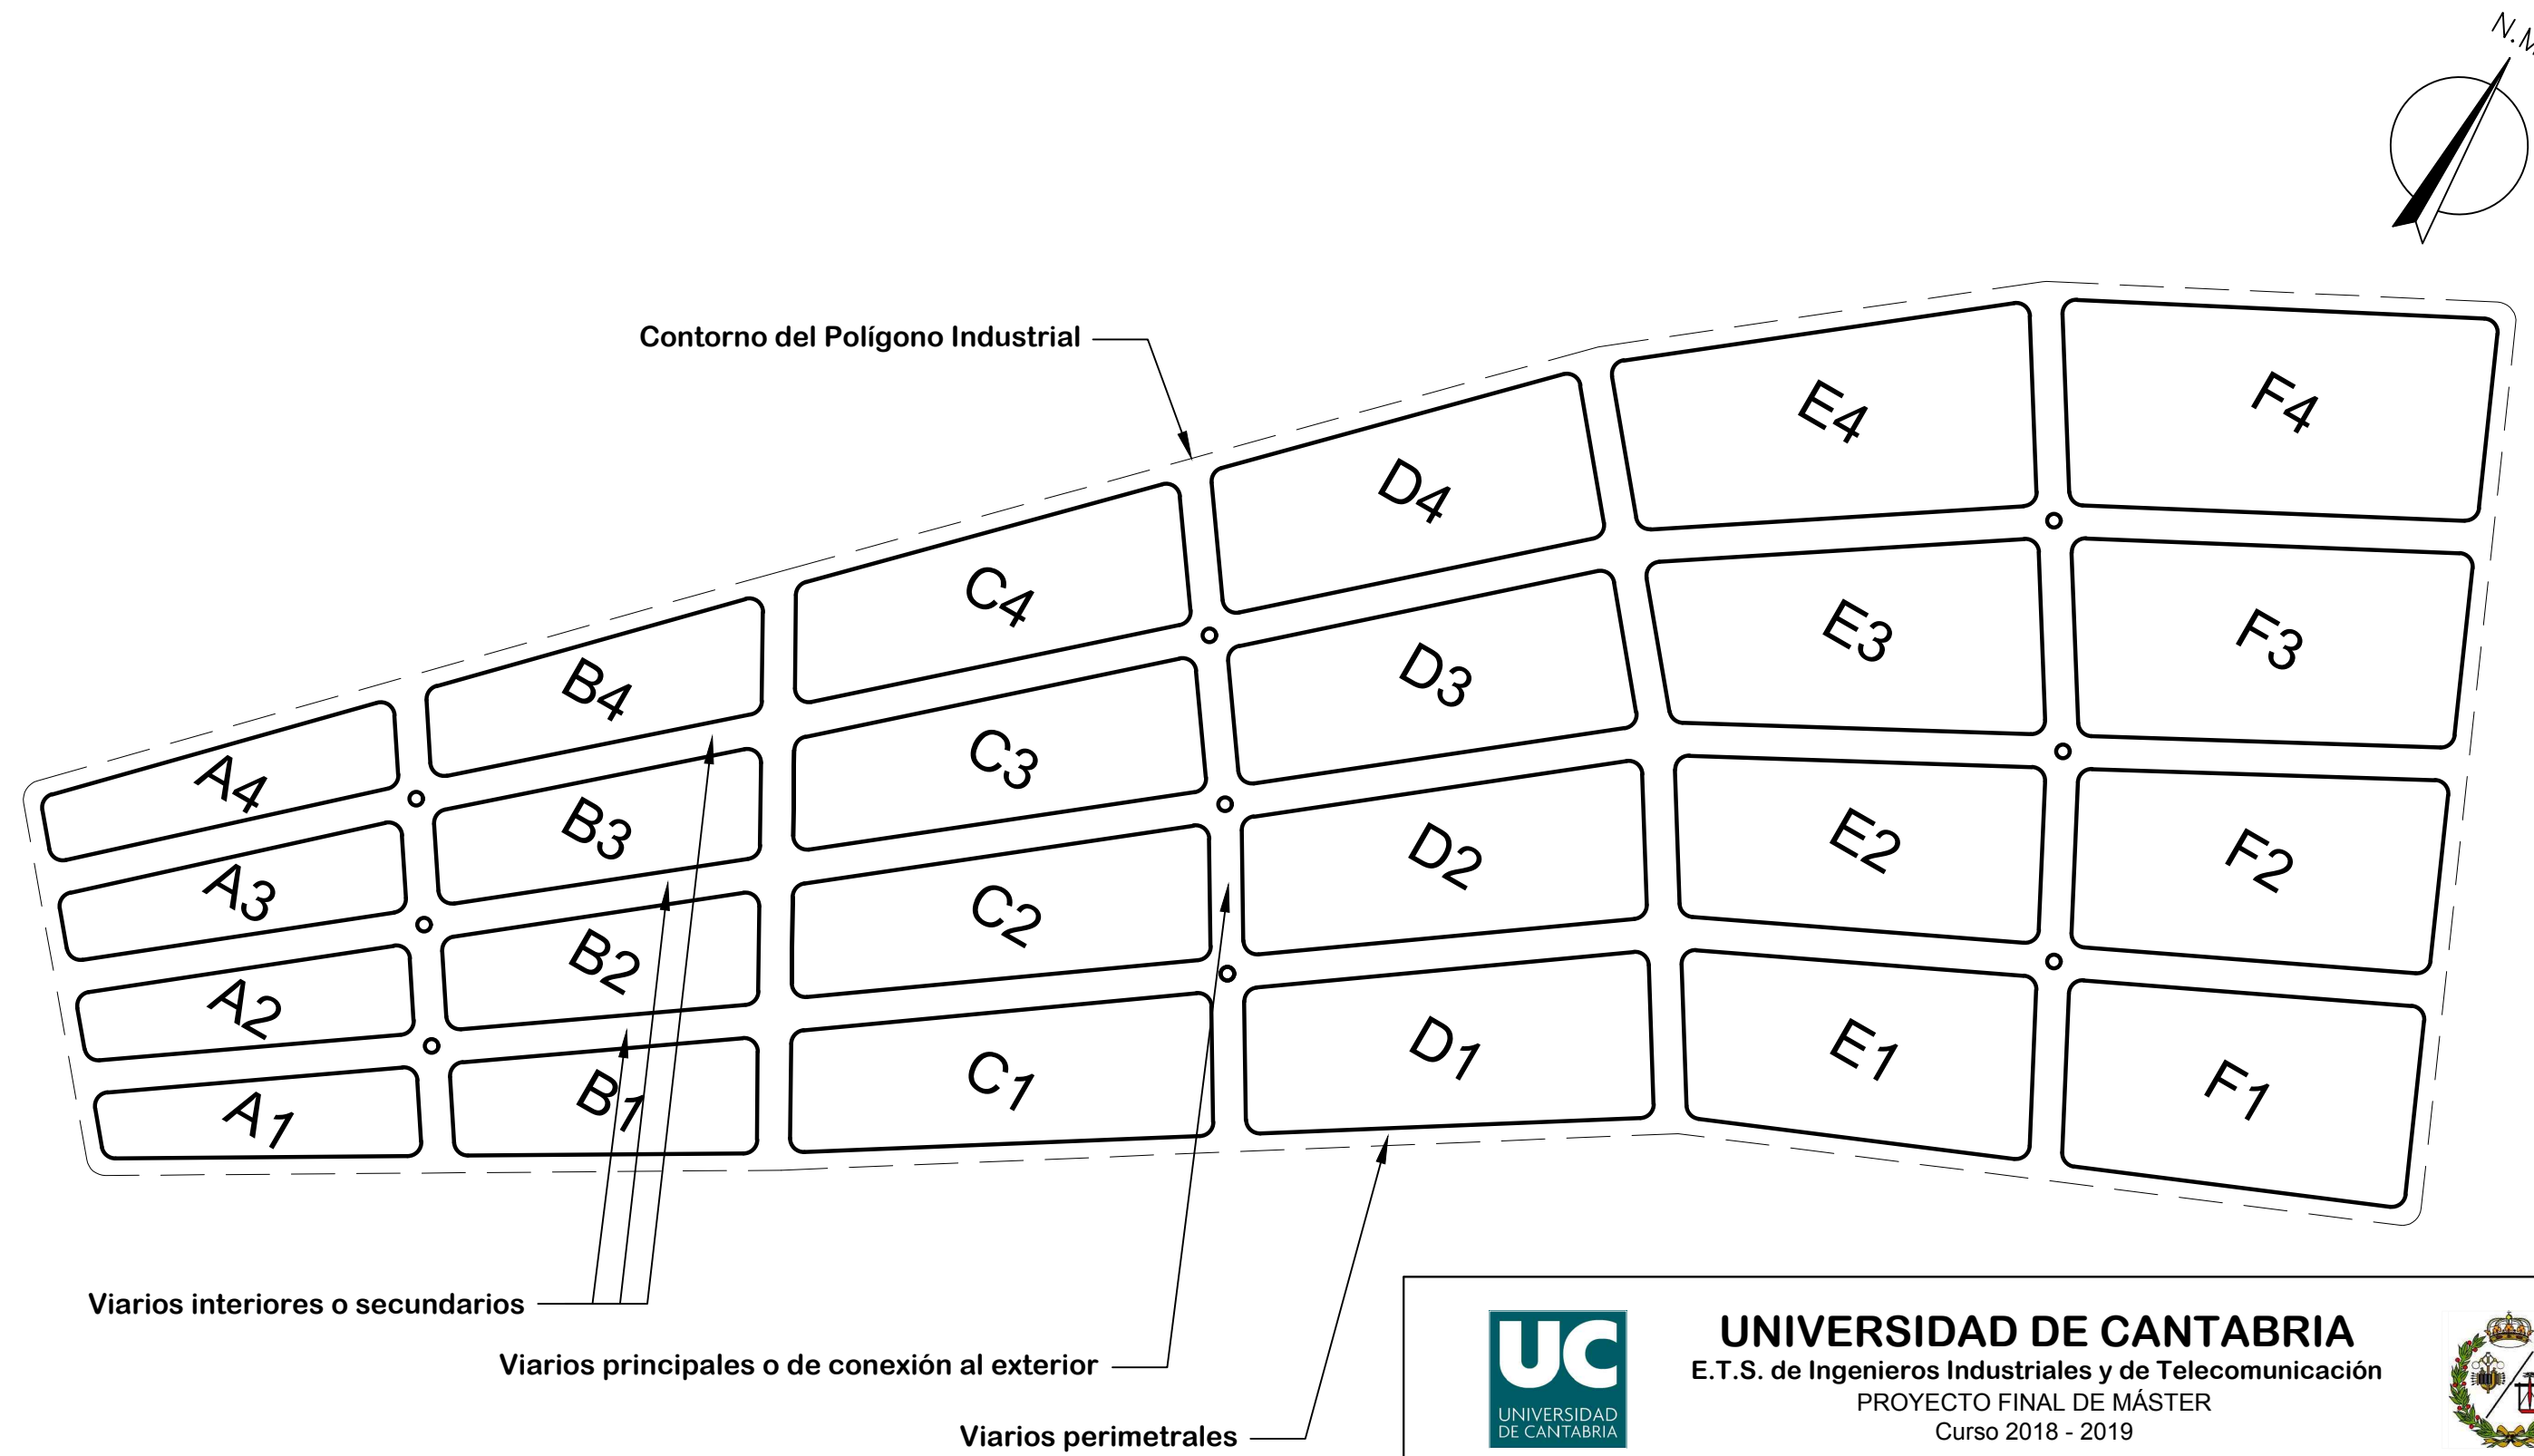 N.M.
Contorno del Polígono Industrial
A4
B4
C4
D4
E4
F4
A3
B3
C3
D3
E3
F3
A2
B2
C2
D2
E2
F2
A1
B1
C1
D1
E1
F1
Viarios interiores o secundarios
Viarios principales o de conexión al exterior
Viarios perimetrales
UC
UNIVERSIDAD
DE CANTABRIA
UNIVERSIDAD DE CANTABRIA
E.T.S. de Ingenieros Industriales y de Telecomunicación
PROYECTO FINAL DE MÁSTER
Curso 2018 - 2019